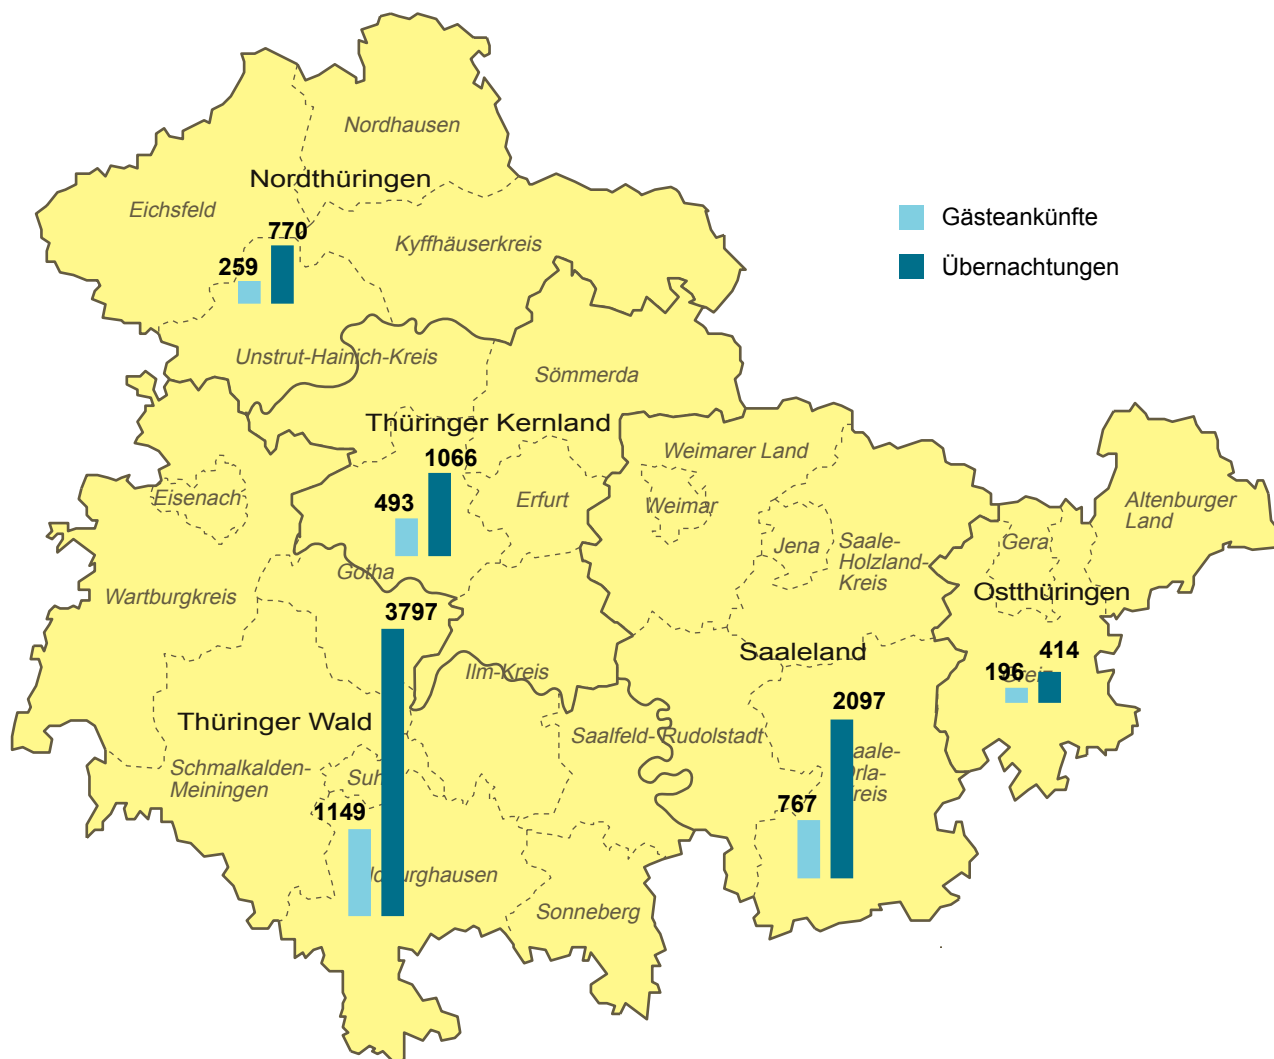 Nordhausen
Nordthüringen
Eichsfeld
Gästeankünfte
770
Kyffhäuserkreis
259
Übernachtungen
Unstrut-Hainich-Kreis
Sömmerda
Thüringer Kernland
Weimarer Land
1066
Eisenach
493
Erfurt
Weimar
Altenburger
Land
Jena
Saale-
Holzland-
Kreis
Gera
Gotha
Wartburgkreis
Ostthüringen
3797
Saaleland
414
196
Ilm-Kreis
2097
Thüringer Wald
Saalfeld-Rudolstadt
Schmalkalden-
Meiningen
767
1149
Sonneberg